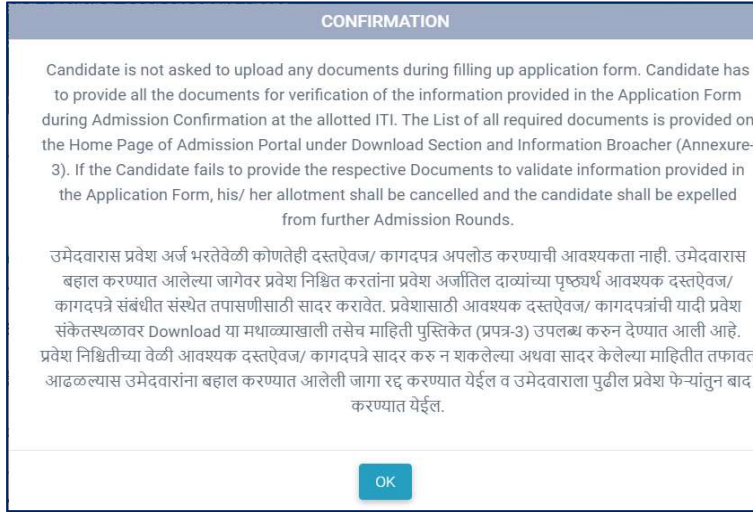 CONFIRMATION
Candidate is not asked to upload any documents during filling up application form. Candidate has
to provide all the documents for verification of the information provided in the Application Form
during Admission Confirmation at the allotted ITI. The List of all required documents is provided on
the Home Page of Admission Portal under Download Section and Information Broacher (Annexure-
3). If the Candidate fails to provide the respective Documents to validate information provided in
the Application Form, his/ her allotment shall be cancelled and the candidate shall be expelled
from further Admission Rounds.
उमेदवारास प्रवेश अर्ज भरतेवेळी कोणतेही दस्तऐवज/ कागदपत्र अपलोड करण्याची आवश्यकता नाही. उमेदवारास
बहाल करण्यात आलेल्या जागेवर प्रवेश निश्चित करतांना प्रवेश अर्जातिल दाव्यांच्या पृष्ठ्यर्थ आवश्यक दस्तऐवज/
कागदपत्रे संबंधीत संस्थेत तपासणीसाठी सादर करावेत. प्रवेशासाठी आवश्यक दस्तऐवज/ कागदपत्रांची यादी प्रवेश
संकेतस्थळावर Download या मथाळ्याखाली तसेच माहिती पुस्तिकेत (प्रपत्र-3) उपलब्ध करुन देण्यात आली आहे.
प्रवेश निश्चितीच्या वेळी आवश्यक दस्तऐवज/ कागदपत्रे सादर करु न शकलेल्या अथवा सादर केलेल्या माहितीत तफावत
आढळल्यास उमेदवारांना बहाल करण्यात आलेली जागा रद्द करण्यात येईल व उमेदवाराला पुढील प्रवेश फेऱ्यांतुन बाद
करण्यात येईल.
OK